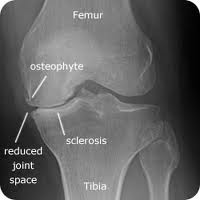 Femur
osteophyte
sclerosis
reduced
joint
space
Tibia